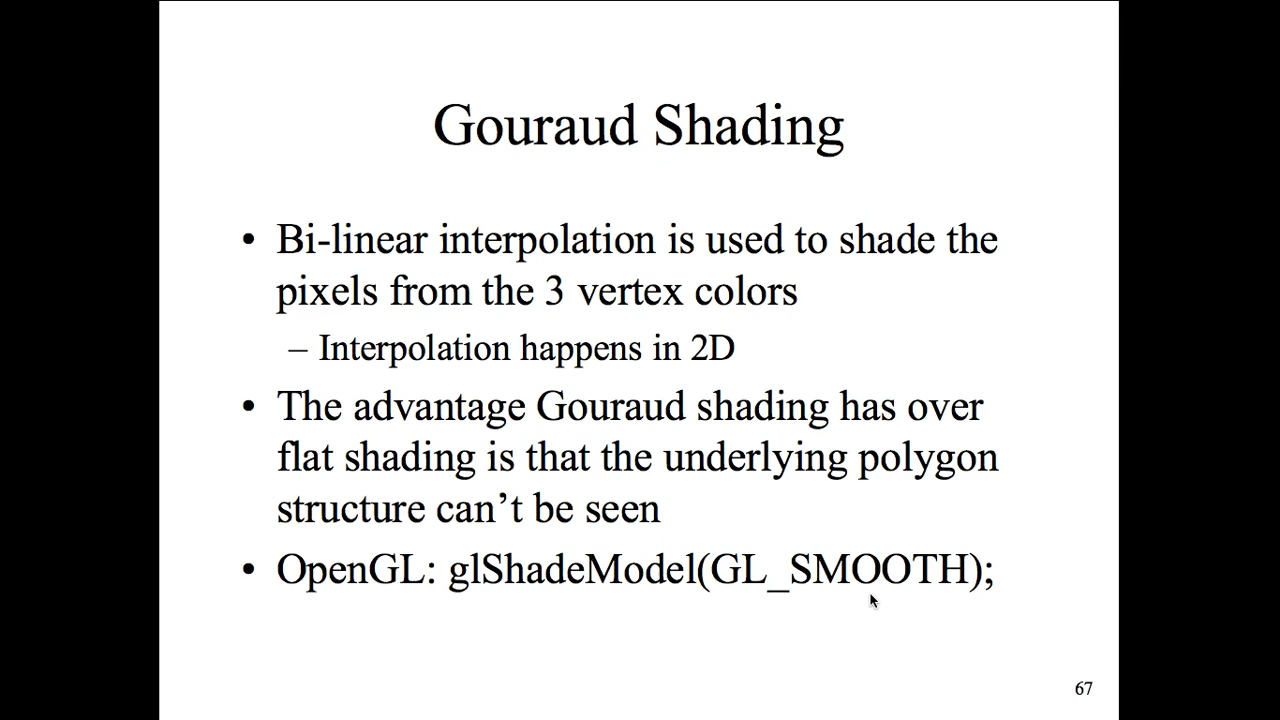 Gouraud Shading
• Bi-linear interpolation is used to shade the
pixels from the 3 vertex colors
– Interpolation happens in 2D
• The advantage Gouraud shading has over
flat shading is that the underlying polygon
structure can’t be seen
• OpenGL: glShadeModel(GL_SMOOTH);
67